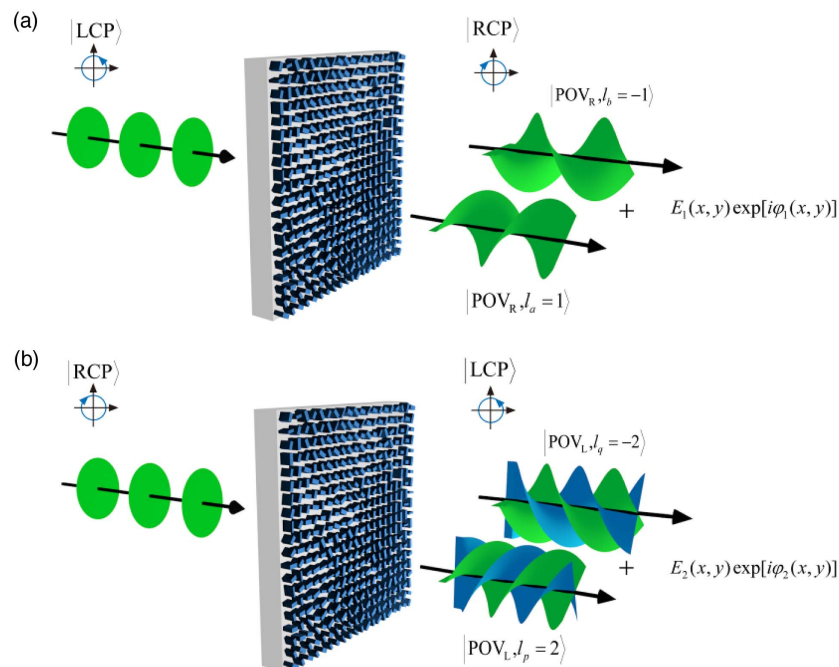 (a)
|LCP⟩
|RCP⟩
|POV_R, l_b = −1⟩
+ E_1(x, y) exp[iφ_1(x, y)]
|POV_R, l_a = 1⟩
(b)
|RCP⟩
|LCP⟩
|POV_L, l_q = −2⟩
+ E_2(x, y) exp[iφ_2(x, y)]
|POV_L, l_p = 2⟩